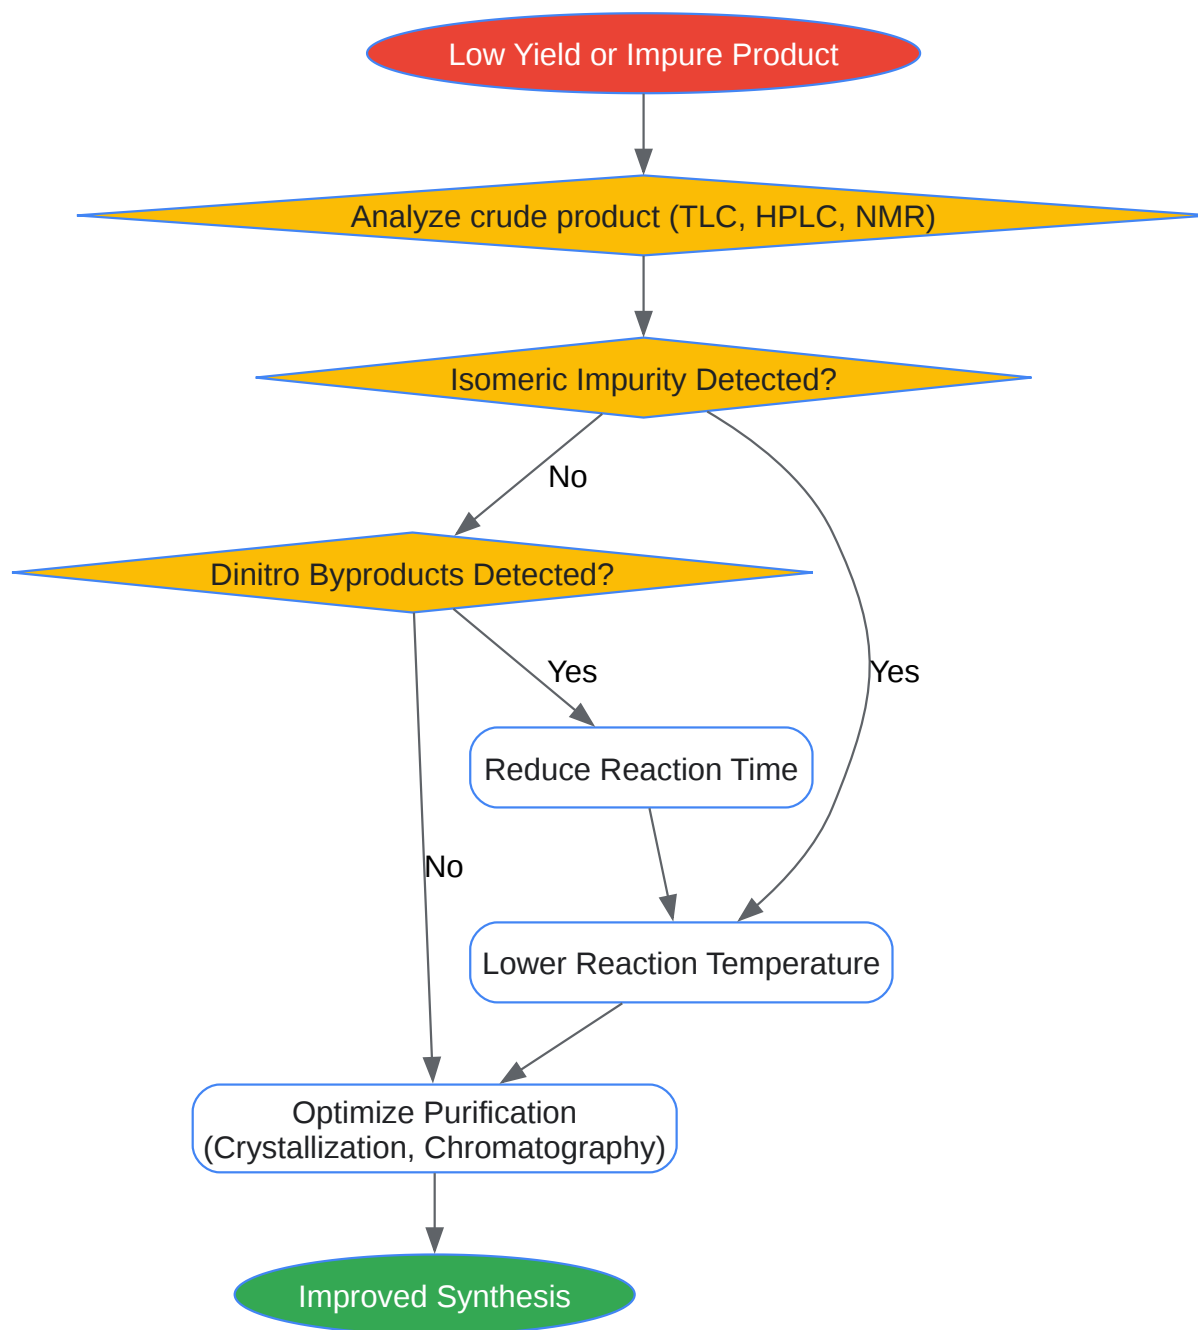 Low Yield or Impure Product
Analyze crude product (TLC, HPLC, NMR)
Isomeric Impurity Detected?
No
Dinitro Byproducts Detected?
Yes
Yes
Reduce Reaction Time
No
Lower Reaction Temperature
Optimize Purification
(Crystallization, Chromatography)
Improved Synthesis